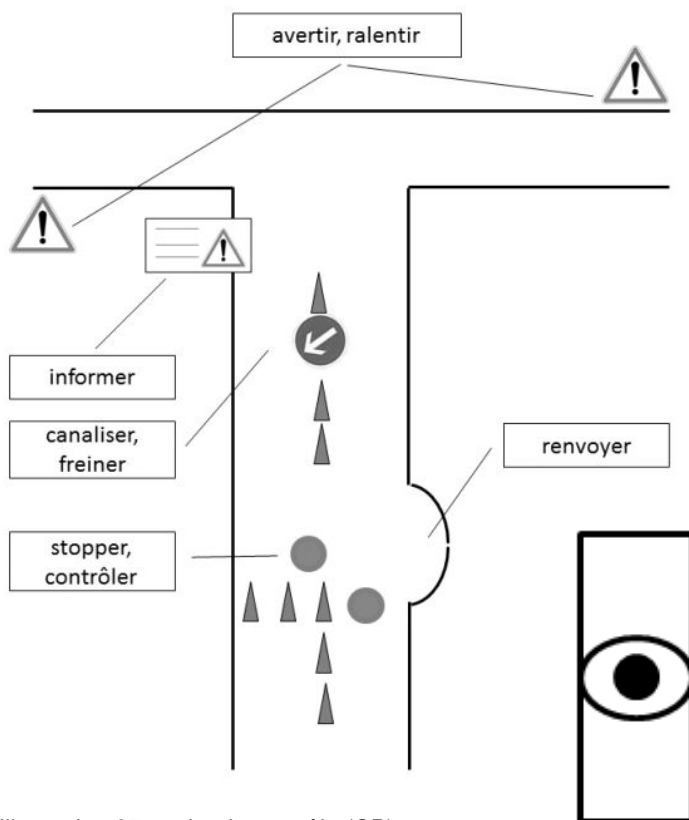 avertir, ralentir
informer
canaliser,
freiner
renvoyer
stopper,
contrôler